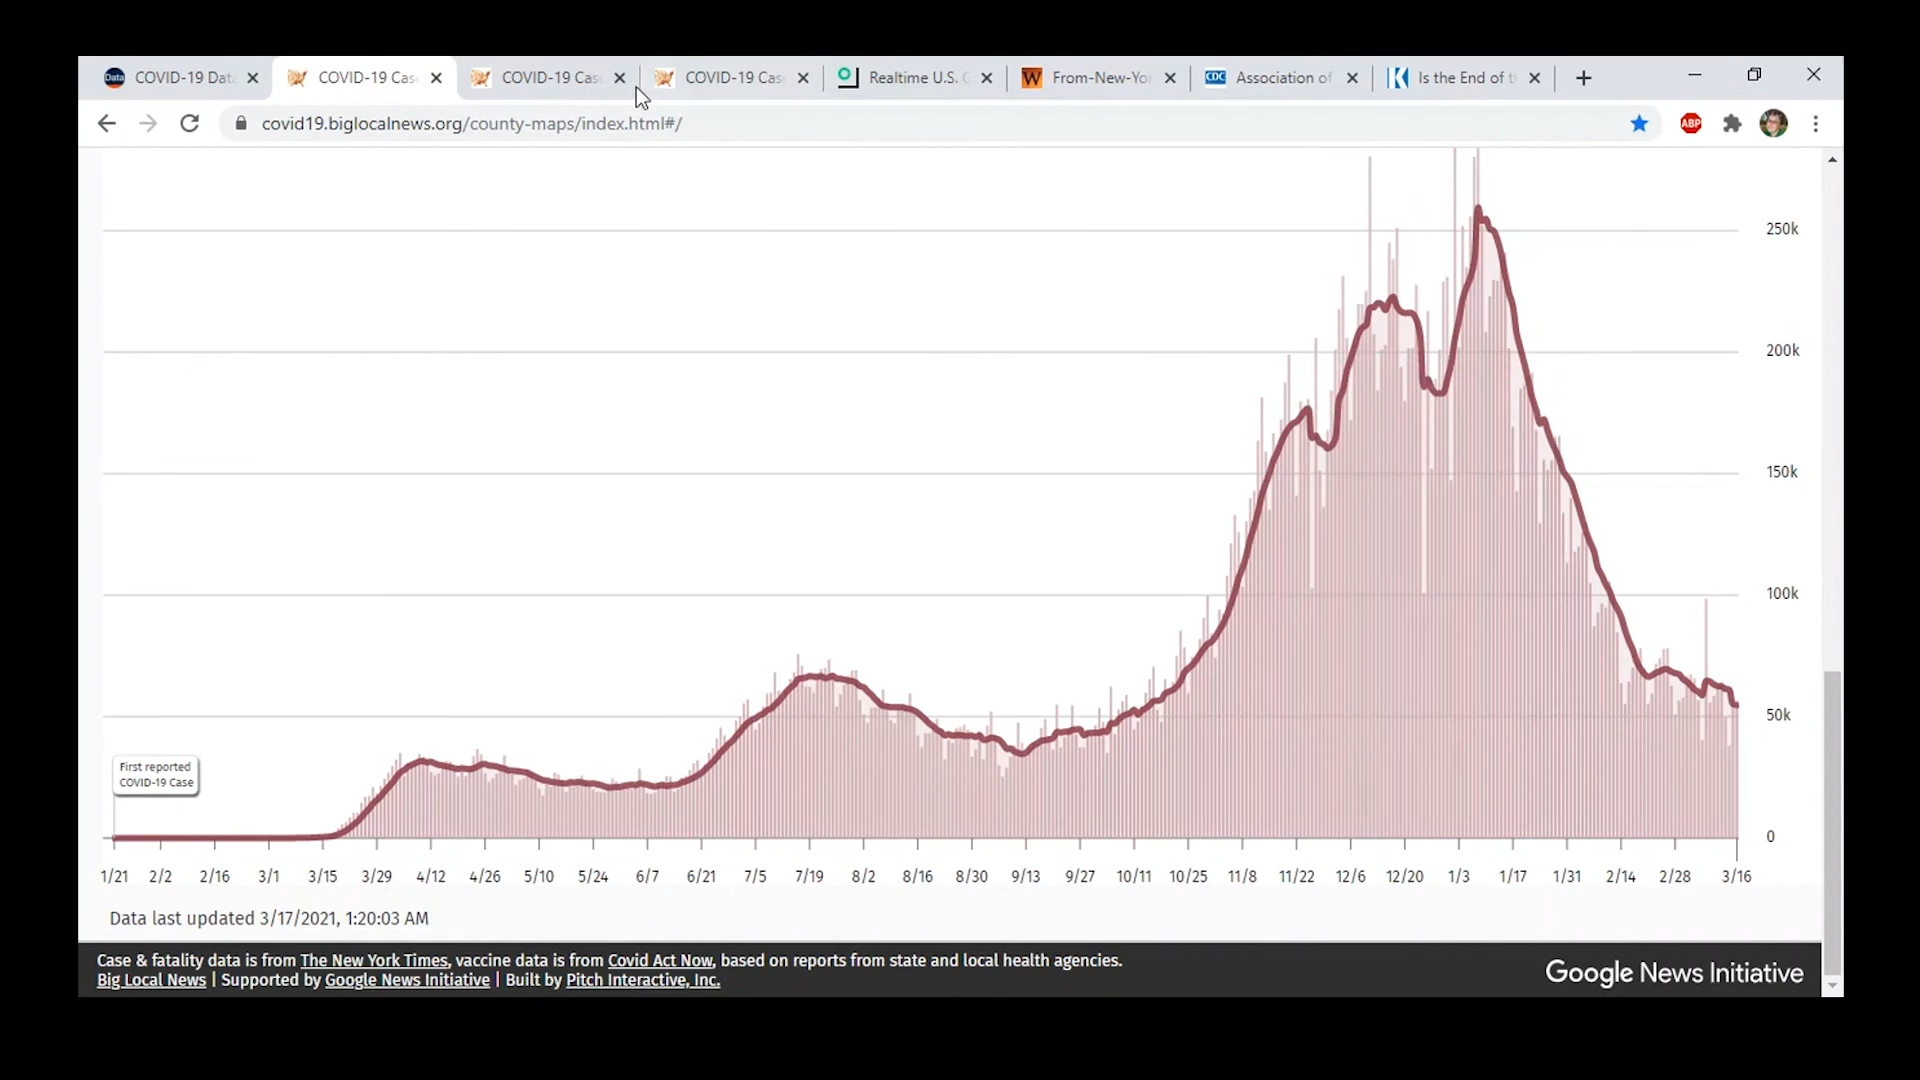 Data COVID-19 Dat
COVID-19 Cas
COVID-19 Cas
COVID-19 Cas
Realtime U.S. C
W From-New-Yo
CDC Association of
Is the End of t
covid19.biglocalnews.org/county-maps/index.html#/
ABP
250k
200k
150k
100k
50k
0
First reported
COVID-19 Case
1/21 2/2 2/16 3/1 3/15 3/29 4/12 4/26 5/10 5/24 6/7 6/21 7/5 7/19 8/2 8/16 8/30 9/13 9/27 10/11 10/25 11/8 11/22 12/6 12/20 1/3 1/17 1/31 2/14 2/28 3/16
Data last updated 3/17/2021, 1:20:03 AM
Case & fatality data is from The New York Times, vaccine data is from Covid Act Now, based on reports from state and local health agencies.
Big Local News | Supported by Google News Initiative | Built by Pitch Interactive, Inc.
Google News Initiative